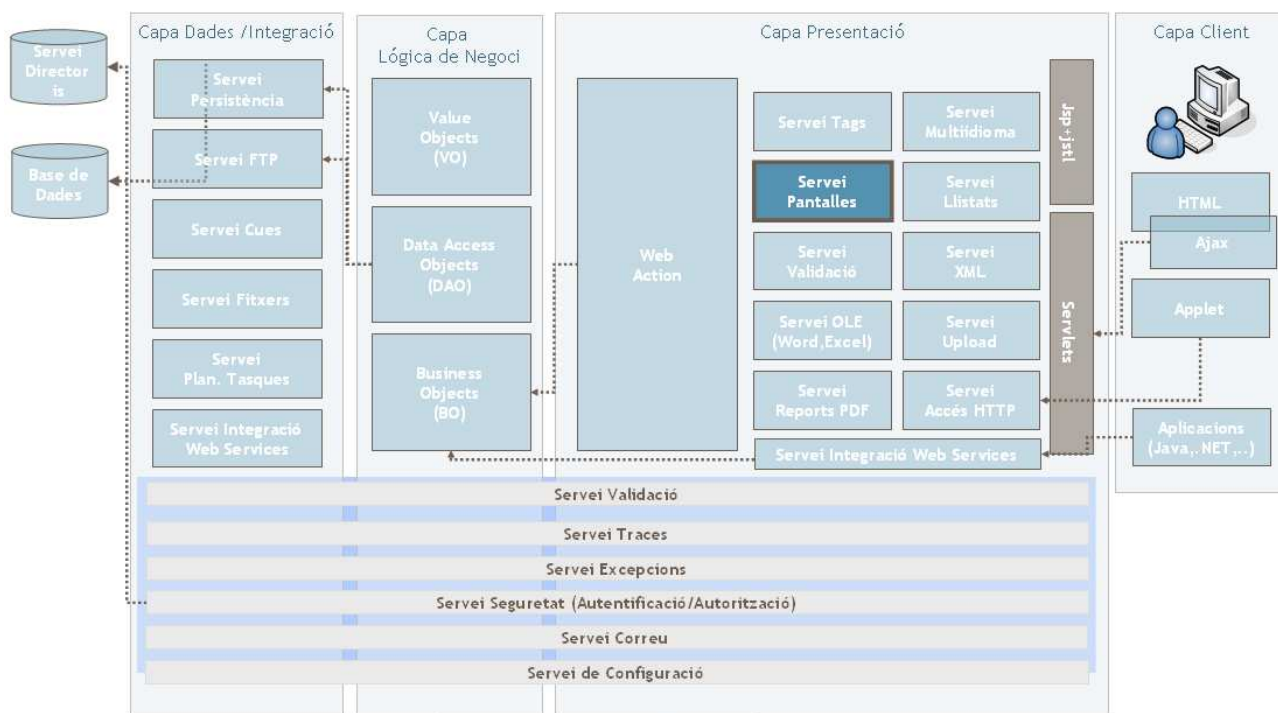 Capa Dades /Integració
Capa
Lógica de Negoci
Capa Presentació
Capa Client
Servei
Director
is
Base de
Dades
Servei
Persistència
Servei FTP
Servei Cues
Servei Fitxers
Servei
Plan. Tasques
Servei Integració
Web Services
Value
Objects
(VO)
Data Access
Objects
(DAO)
Business
Objects
(BO)
Web
Action
Servei Tags
Servei
Multiidioma
Servei
Pantalles
Servei
Llistats
Servei
Validació
Servei
XML
Servei OLE
(Word,Excel)
Servei
Upload
Servei
Reports PDF
Servei
Accés HTTP
Servei Integració Web Services
Jsp+jstl
Servlets
HTML
Ajax
Applet
Aplicacions
(Java,.NET,..)
Servei Validació
Servei Traces
Servei Excepcions
Servei Seguretat (Autentificació/Autorització)
Servei Correu
Servei de Configuració